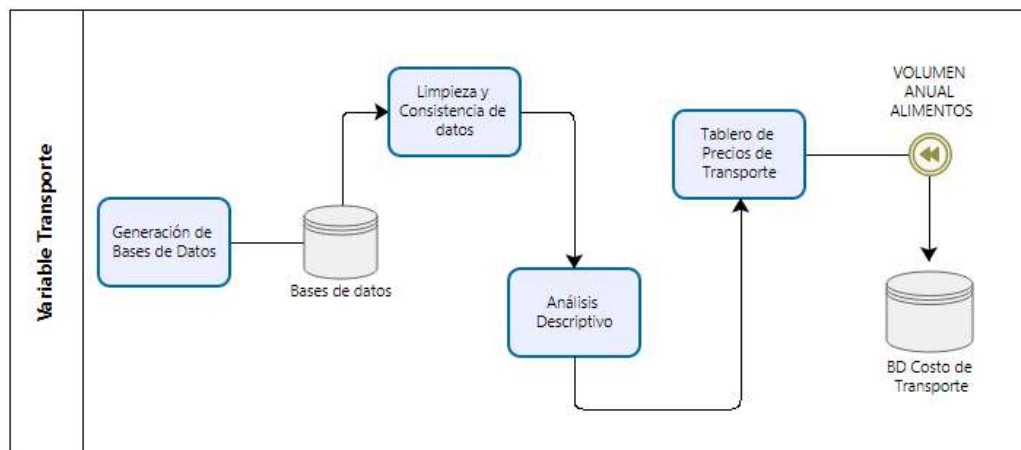 Variable Transporte
Generación de
Bases de Datos
Bases de datos
Limpieza y
Consistencia de
datos
Análisis
Descriptivo
Tablero de
Precios de
Transporte
VOLUMEN
ANUAL
ALIMENTOS
BD Costo de
Transporte